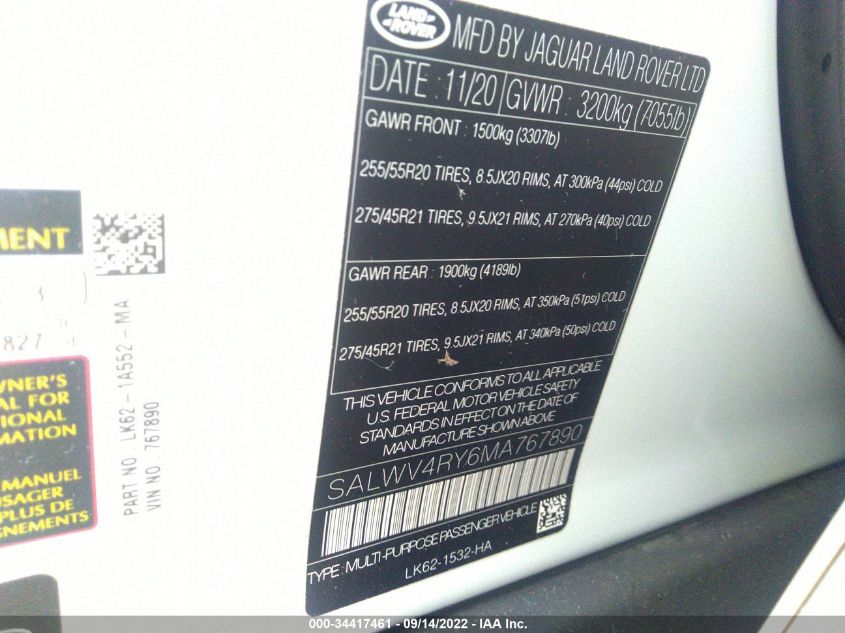 LAND ROVER
MFD BY JAGUAR LAND ROVER LTD
DATE : 11/20 GVWR : 3200kg (7055lb)
GAWR FRONT : 1500kg (3307lb)
255/55R20 TIRES, 8.5JX20 RIMS, AT 300kPa (44psi) COLD
275/45R21 TIRES, 9.5JX21 RIMS, AT 270kPa (40psi) COLD
GAWR REAR : 1900kg (4189lb)
255/55R20 TIRES, 8.5JX20 RIMS, AT 350kPa (51psi) COLD
275/45R21 TIRES, 9.5JX21 RIMS, AT 340kPa (50psi) COLD
THIS VEHICLE CONFORMS TO ALL APPLICABLE
U.S. FEDERAL MOTOR VEHICLE SAFETY
STANDARDS IN EFFECT ON THE DATE OF
MANUFACTURE SHOWN ABOVE
SALWV4RY6MA767890
TYPE : MULTI-PURPOSE PASSENGER VEHICLE
LK62-1532-HA
PART NO : LK62 - 1A552 - MA
VIN NO : 767890
MENT
3
827
WNER'S
AL FOR
TIONAL
RMATION
MANUEL
USAGER
PLUS DE
GNEMENTS
000-34417461 - 09/14/2022 - IAA Inc.